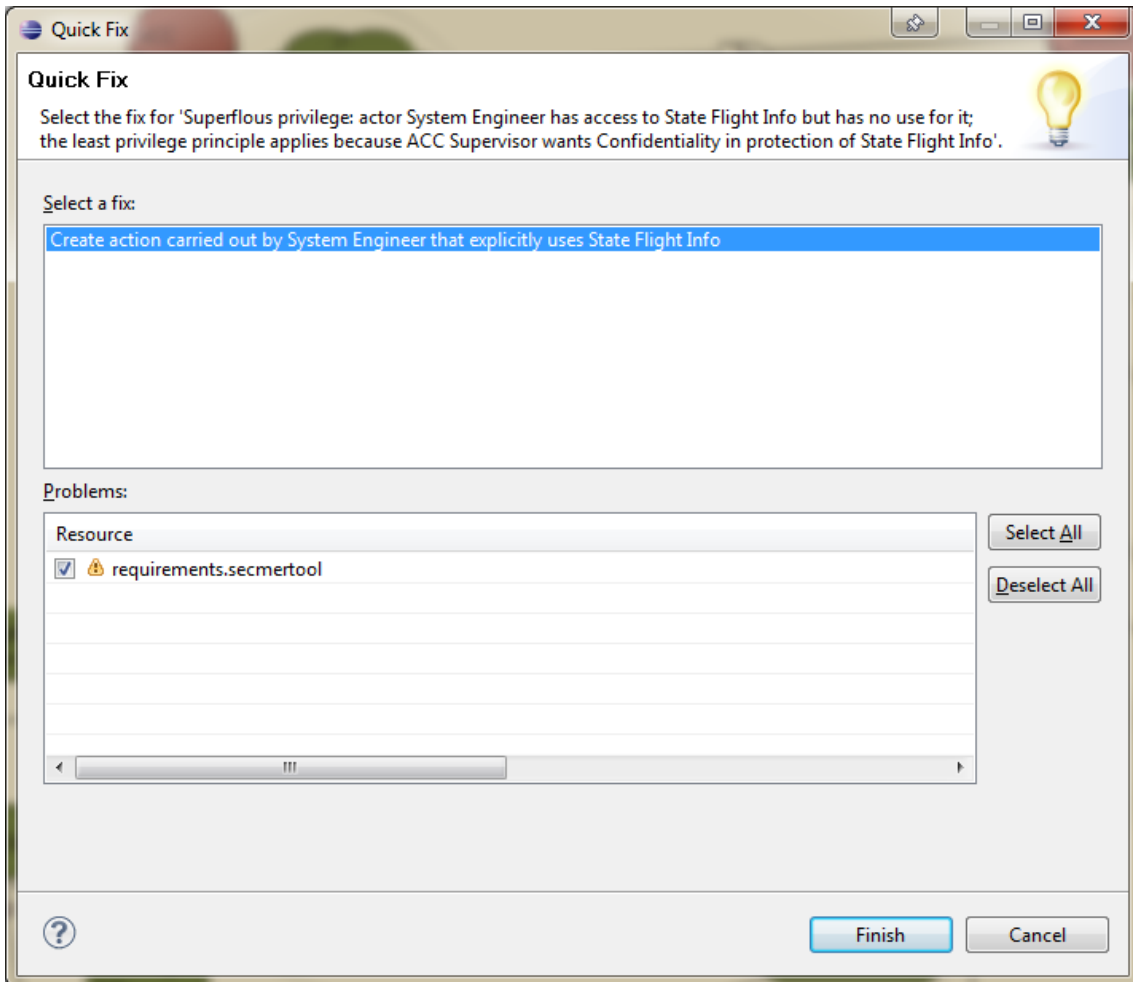 Quick Fix
Quick Fix
Select the fix for 'Superflous privilege: actor System Engineer has access to State Flight Info but has no use for it;
the least privilege principle applies because ACC Supervisor wants Confidentiality in protection of State Flight Info'.
Select a fix:
Create action carried out by System Engineer that explicitly uses State Flight Info
Problems:
Resource
Select All
requirements.secmertool
Deselect All
Finish
Cancel